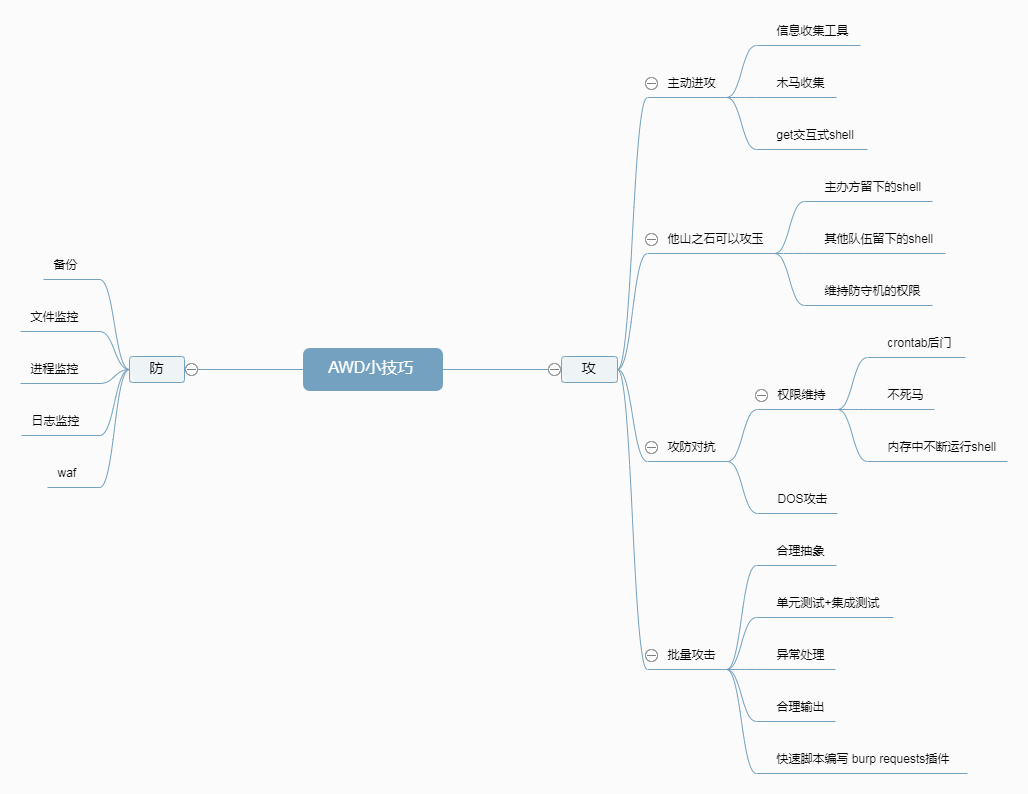 AWD小技巧
防
备份
文件监控
进程监控
日志监控
waf
攻
主动进攻
信息收集工具
木马收集
get交互式shell
他山之石可以攻玉
主办方留下的shell
其他队伍留下的shell
维持防守机的权限
攻防对抗
权限维持
crontab后门
不死马
内存中不断运行shell
DOS攻击
批量攻击
合理抽象
单元测试+集成测试
异常处理
合理输出
快速脚本编写 burp requests插件